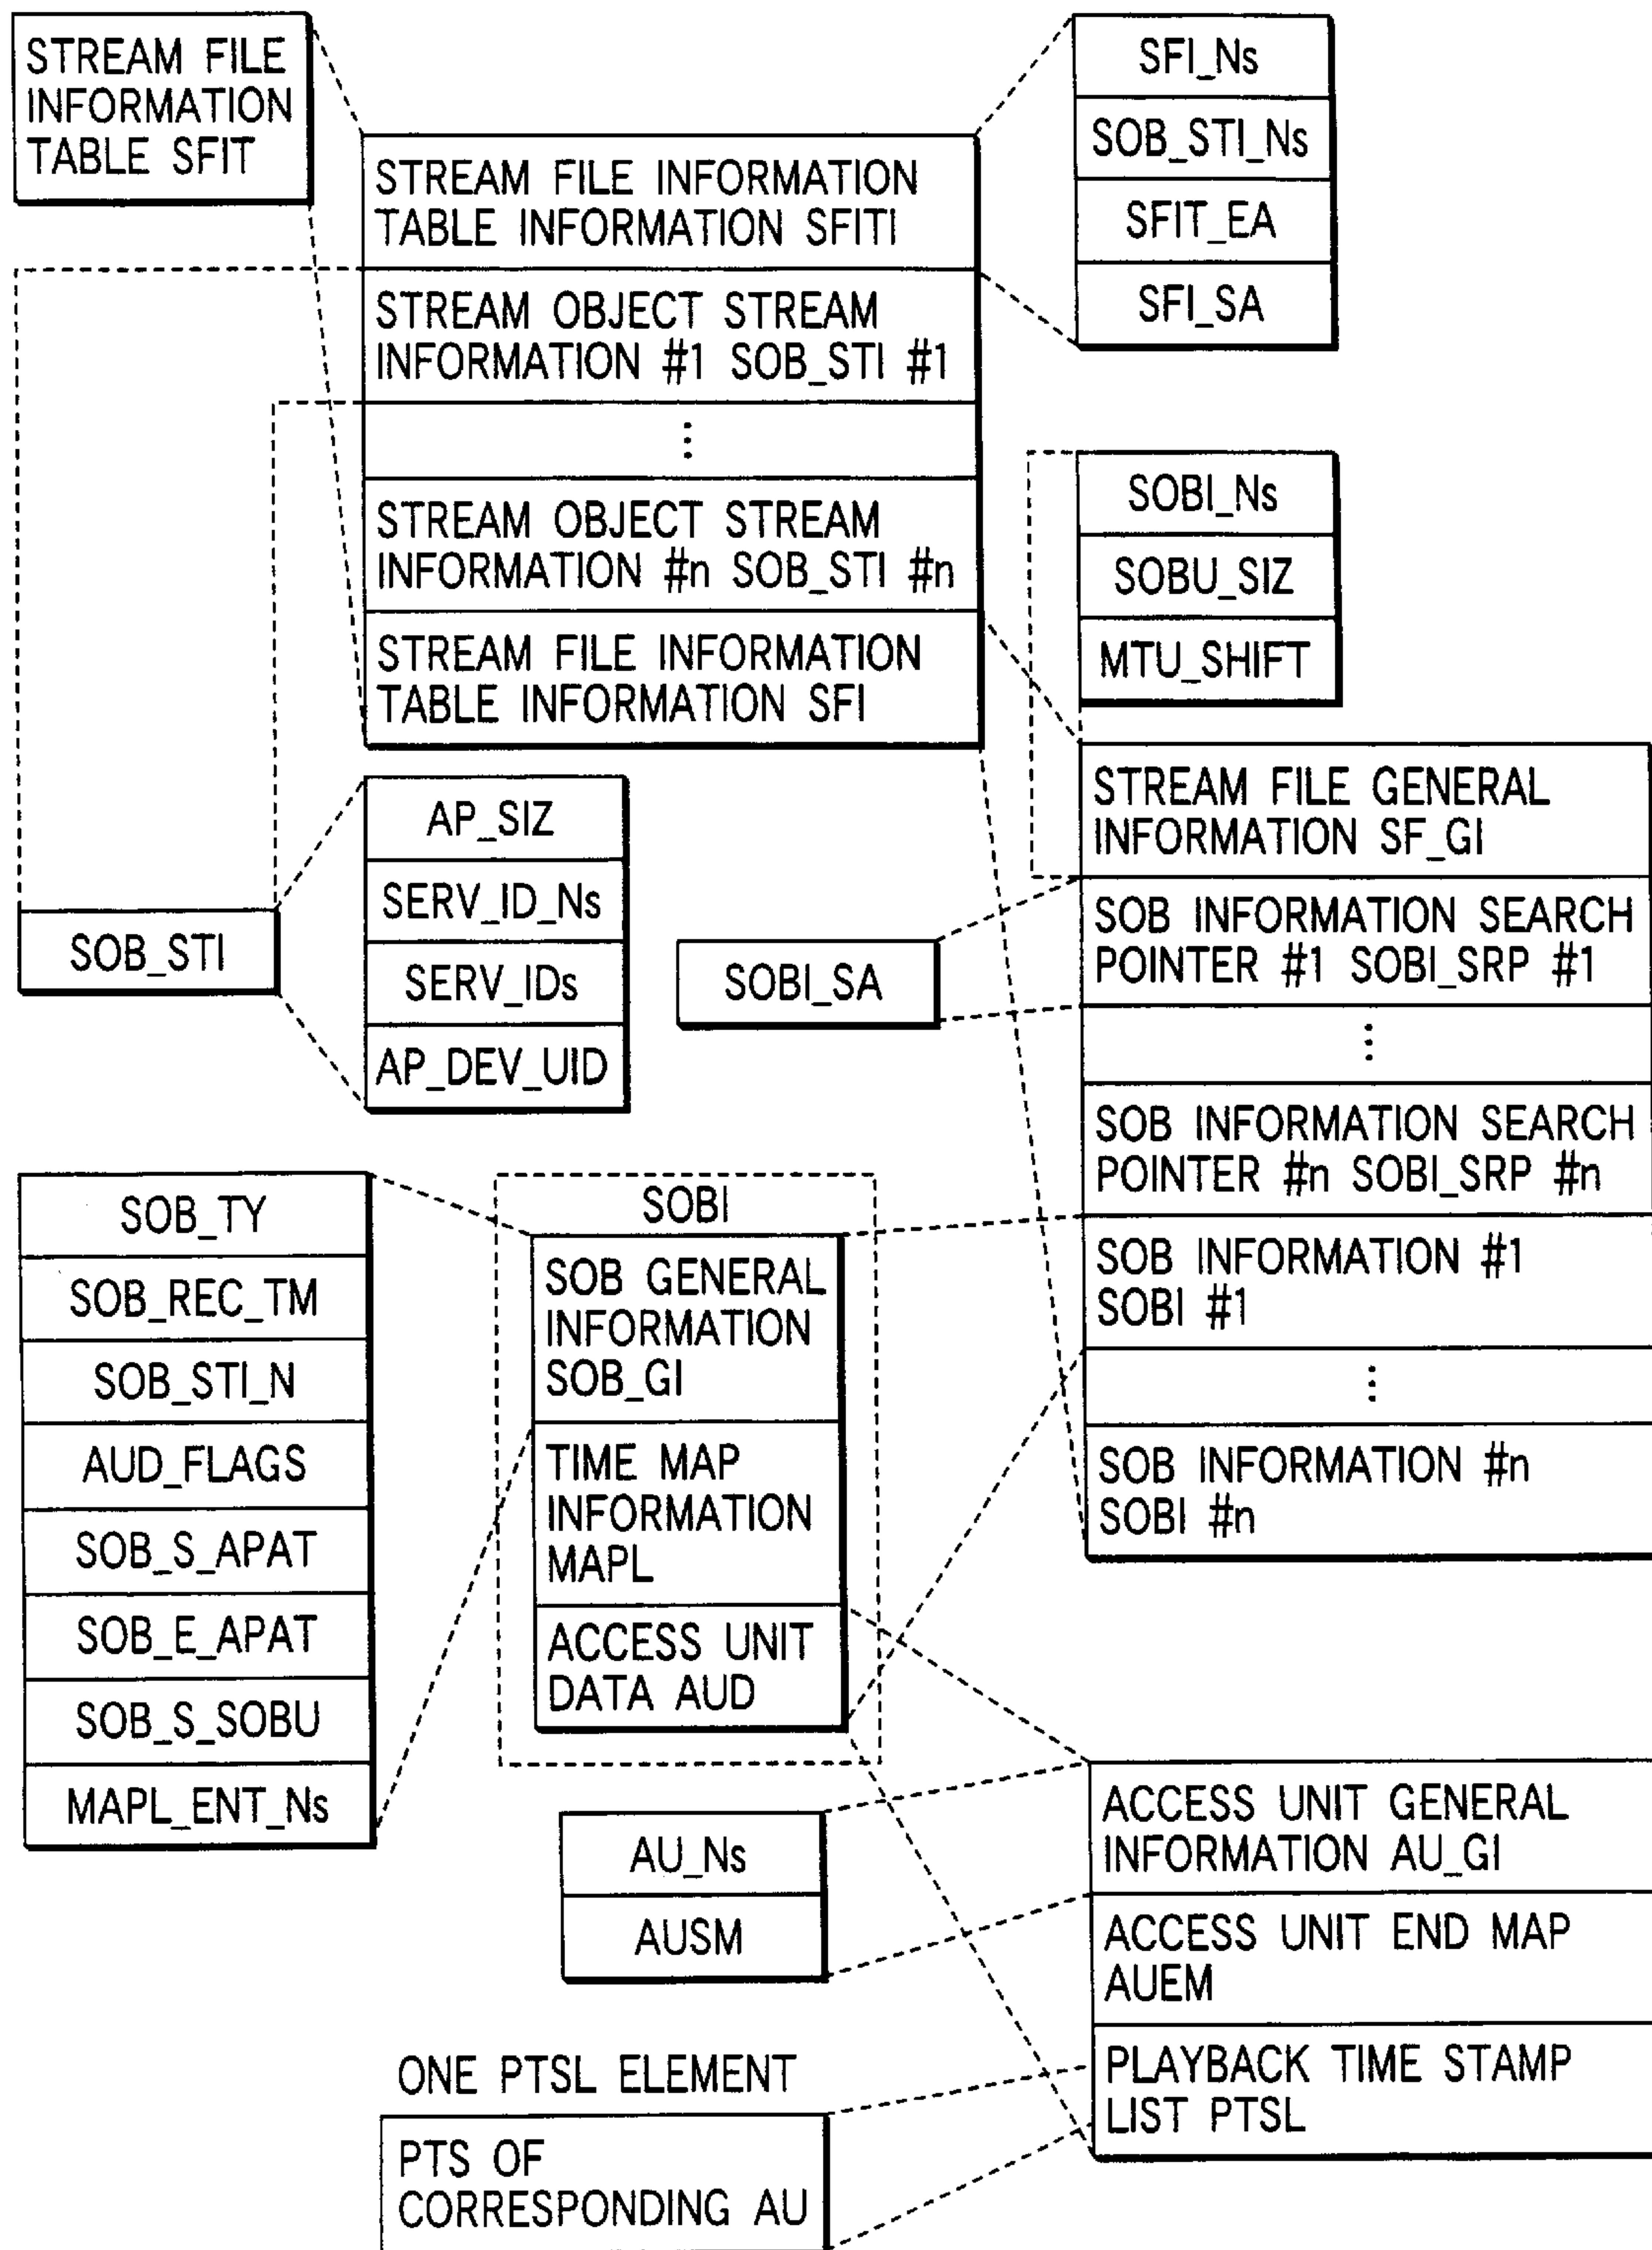 STREAM FILE
INFORMATION
TABLE SFIT
STREAM FILE INFORMATION
TABLE INFORMATION SFITI
STREAM OBJECT STREAM
INFORMATION #1 SOB_STI #1
⋮
STREAM OBJECT STREAM
INFORMATION #n SOB_STI #n
STREAM FILE INFORMATION
TABLE INFORMATION SFI
SFI_Ns
SOB_STI_Ns
SFIT_EA
SFI_SA
SOBI_Ns
SOBU_SIZ
MTU_SHIFT
STREAM FILE GENERAL
INFORMATION SF_GI
SOB INFORMATION SEARCH
POINTER #1 SOBI_SRP #1
⋮
SOB INFORMATION SEARCH
POINTER #n SOBI_SRP #n
SOB INFORMATION #1
SOBI #1
⋮
SOB INFORMATION #n
SOBI #n
SOB_STI
AP_SIZ
SERV_ID_Ns
SERV_IDs
AP_DEV_UID
SOBI_SA
SOB_TY
SOB_REC_TM
SOB_STI_N
AUD_FLAGS
SOB_S_APAT
SOB_E_APAT
SOB_S_SOBU
MAPL_ENT_Ns
SOBI
SOB GENERAL
INFORMATION
SOB_GI
TIME MAP
INFORMATION
MAPL
ACCESS UNIT
DATA AUD
AU_Ns
AUSM
ACCESS UNIT GENERAL
INFORMATION AU_GI
ACCESS UNIT END MAP
AUEM
PLAYBACK TIME STAMP
LIST PTSL
ONE PTSL ELEMENT
PTS OF
CORRESPONDING AU